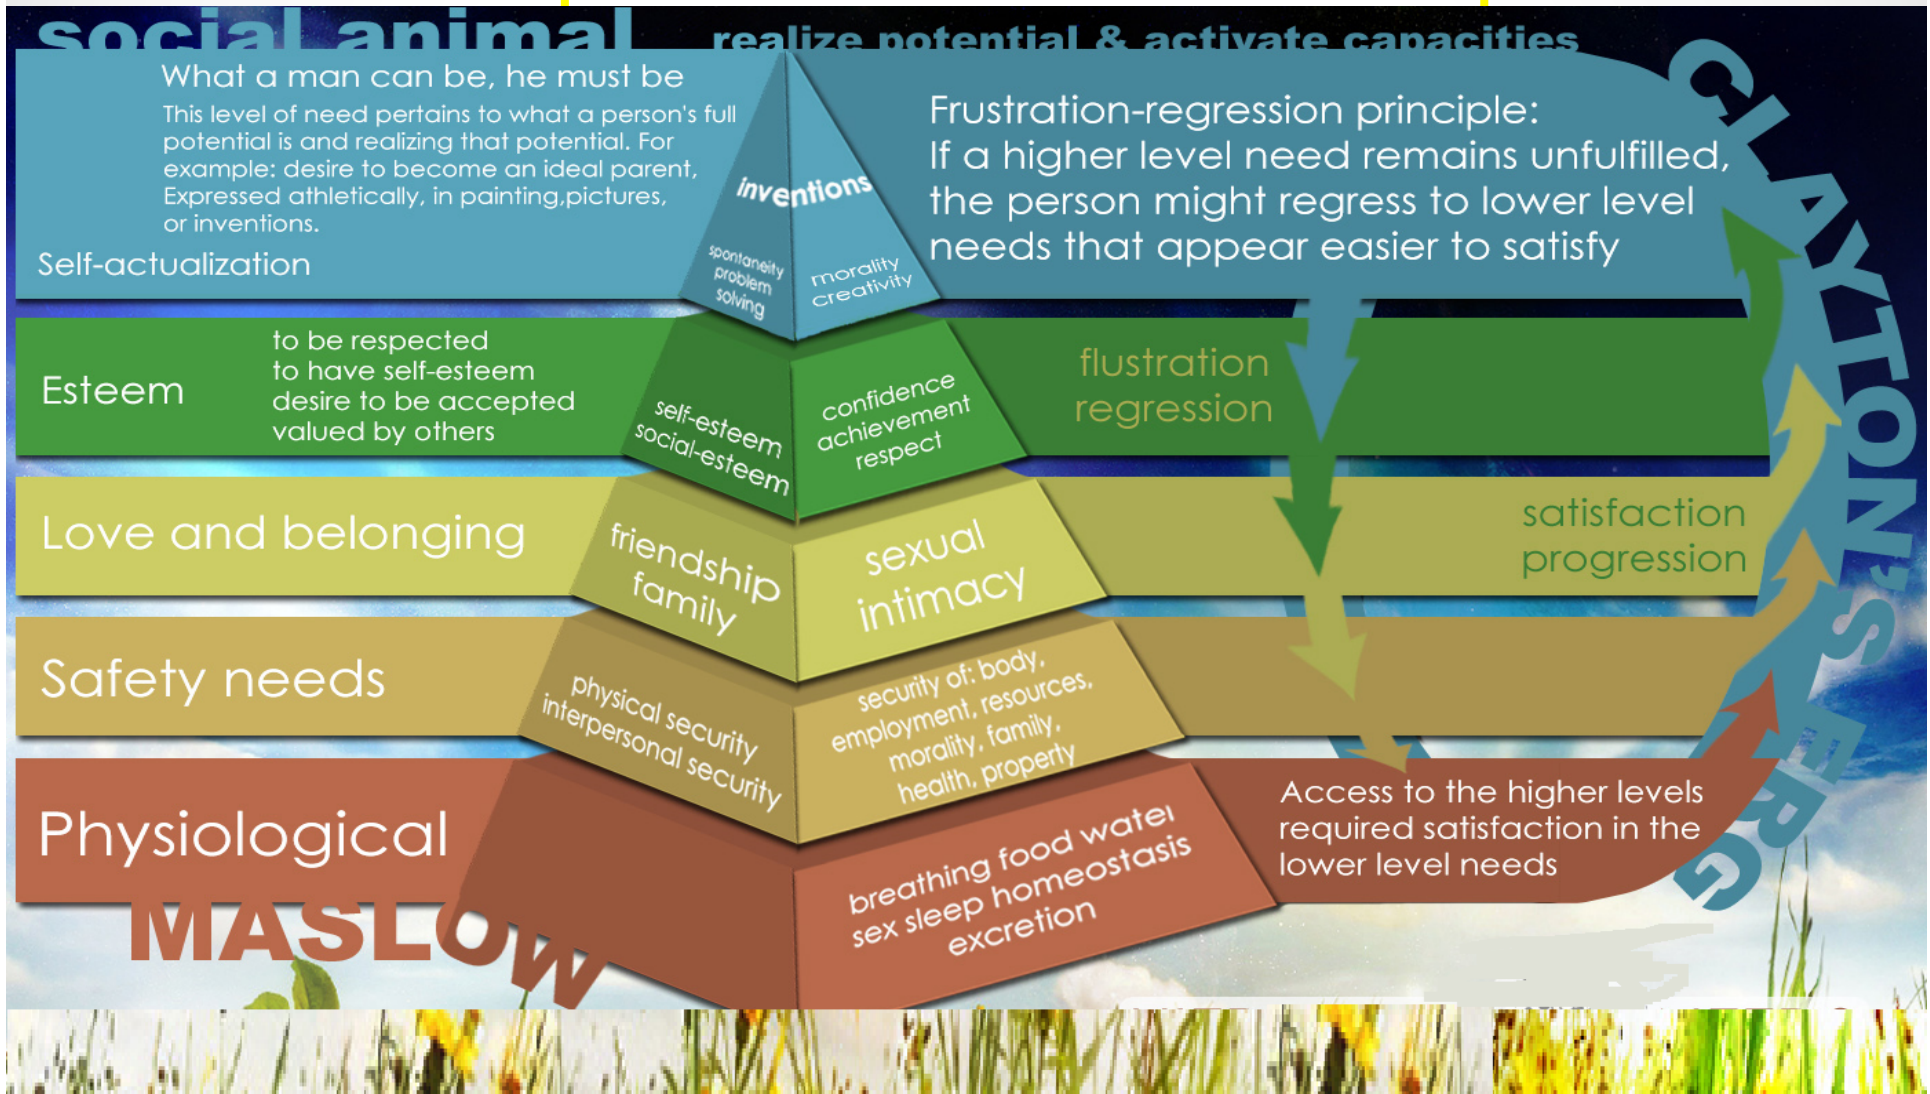 social animal
realize potential & activate capacities
What a man can be, he must be
This level of need pertains to what a person's full
potential is and realizing that potential. For
example: desire to become an ideal parent,
Expressed athletically, in painting,pictures,
or inventions.
Self-actualization
inventions
spontaneity
problem
solving
morality
creativity
Frustration-regression principle:
If a higher level need remains unfulfilled,
the person might regress to lower level
needs that appear easier to satisfy
CLAYTON'S ERG
Esteem
to be respected
to have self-esteem
desire to be accepted
valued by others
self-esteem
social-esteem
confidence
achievement
respect
flustration
regression
Love and belonging
friendship
family
sexual
intimacy
satisfaction
progression
Safety needs
physical security
interpersonal security
security of: body,
employment, resources,
morality, family,
health, property
Physiological
breathing food water
sex sleep homeostasis
excretion
Access to the higher levels
required satisfaction in the
lower level needs
MASLOW